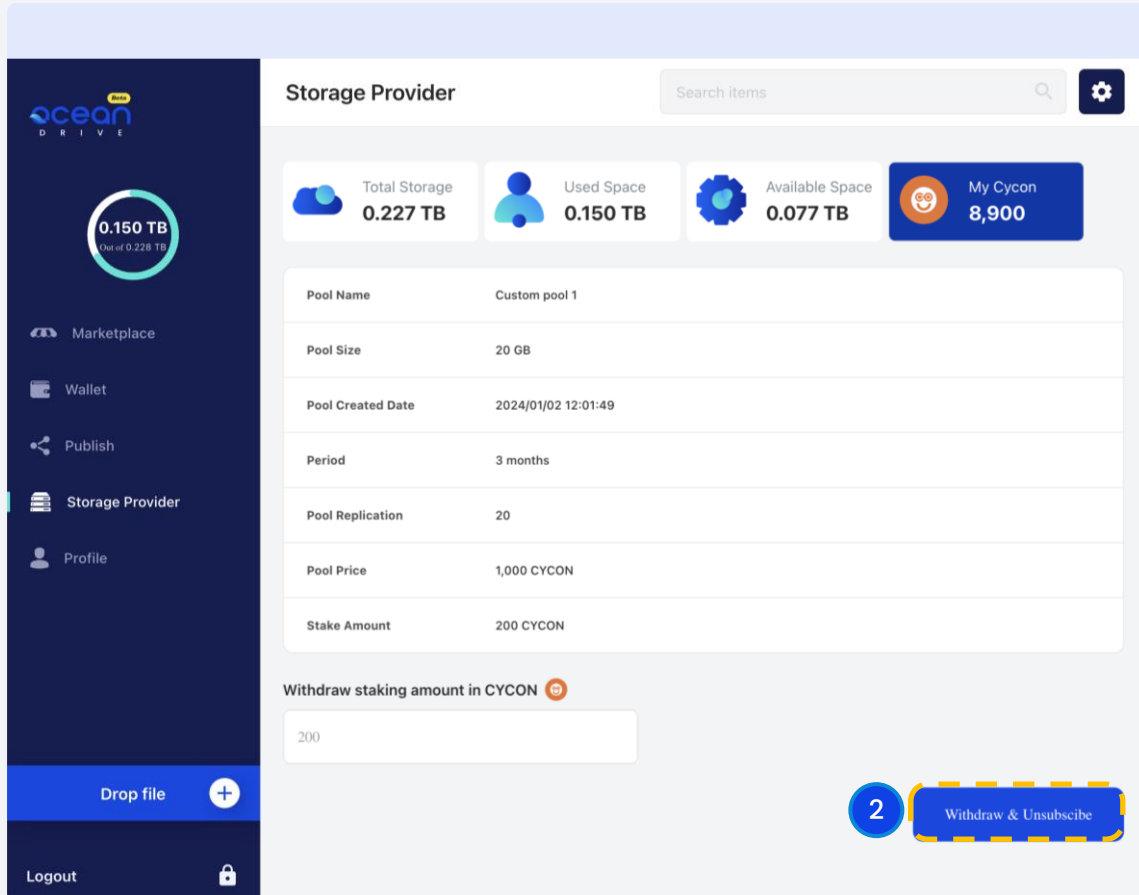 Beta
ocean
DRIVE
0.150 TB
Out of 0.228 TB
Marketplace
Wallet
Publish
Storage Provider
Profile
Drop file
Logout
Storage Provider
Search items
Total Storage
0.227 TB
Used Space
0.150 TB
Available Space
0.077 TB
My Cycon
8,900
Pool Name Custom pool 1
Pool Size 20 GB
Pool Created Date 2024/01/02 12:01:49
Period 3 months
Pool Replication 20
Pool Price 1,000 CYCON
Stake Amount 200 CYCON
Withdraw staking amount in CYCON
200
2
Withdraw & Unsubscibe